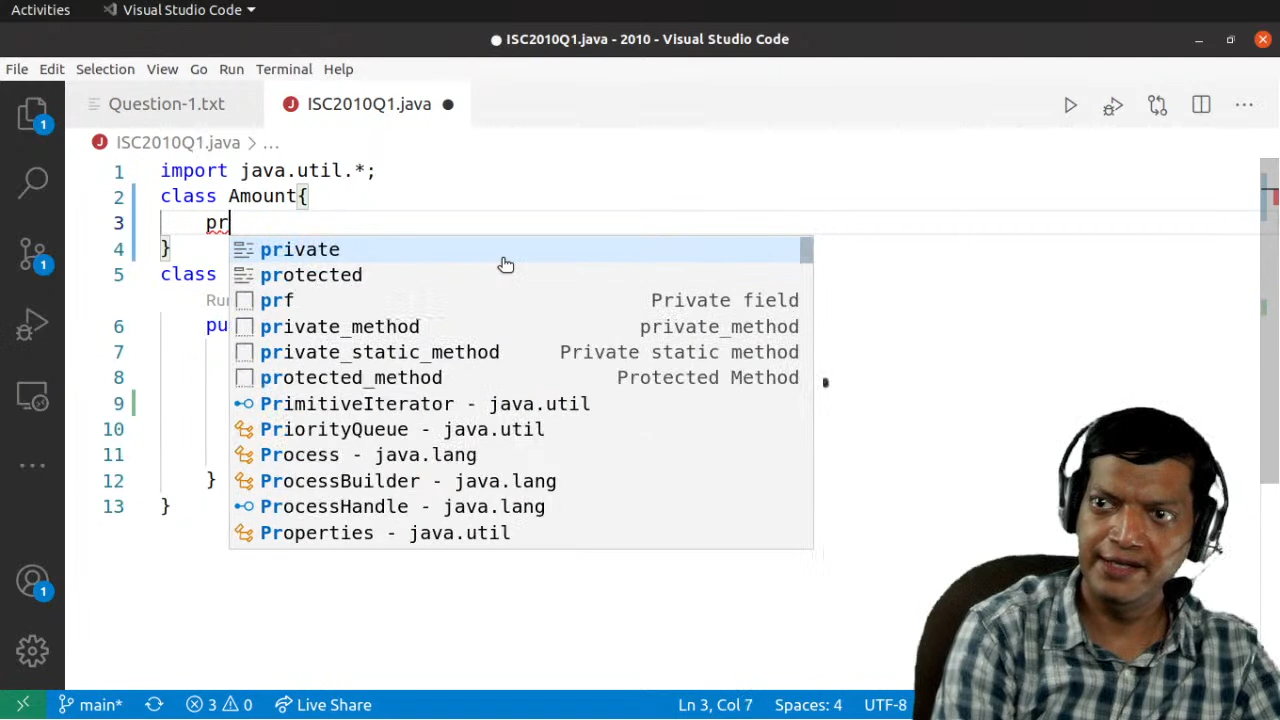 Activities
Visual Studio Code
ISC2010Q1.java - 2010 - Visual Studio Code
File Edit Selection View Go Run Terminal Help
Question-1.txt
ISC2010Q1.java
ISC2010Q1.java > ...
1 import java.util.*;
2 class Amount{
3 pr
4 }
private
5 class
protected
Ru
prf Private field
6 pu
private_method private_method
7
private_static_method Private static method
8
protected_method Protected Method
9
PrimitiveIterator - java.util
10
PriorityQueue - java.util
11
Process - java.lang
12 }
ProcessBuilder - java.lang
13 }
ProcessHandle - java.lang
Properties - java.util
1
1
1
main* 3 0 Live Share Ln 3, Col 7 Spaces: 4 UTF-8